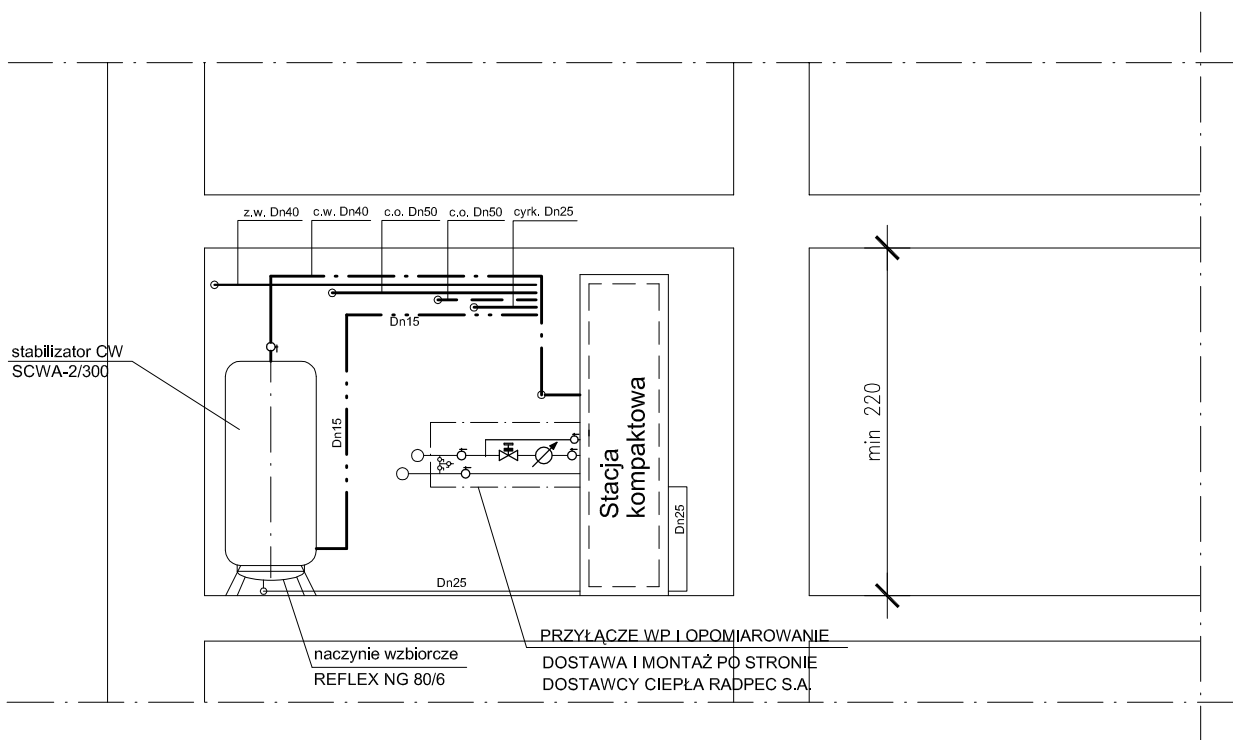 z.w. Dn40
c.w. Dn40
c.o. Dn50
c.o. Dn50
cyrk. Dn25
Dn15
stabilizator CW
SCWA-2/300
Dn15
Stacja
kompaktowa
min 220
Dn25
Dn25
PRZYŁĄCZE WP I OPOMIAROWANIE
DOSTAWA I MONTAŻ PO STRONIE
DOSTAWCY CIEPŁA RADPEC S.A.
naczynie wzbiorcze
REFLEX NG 80/6